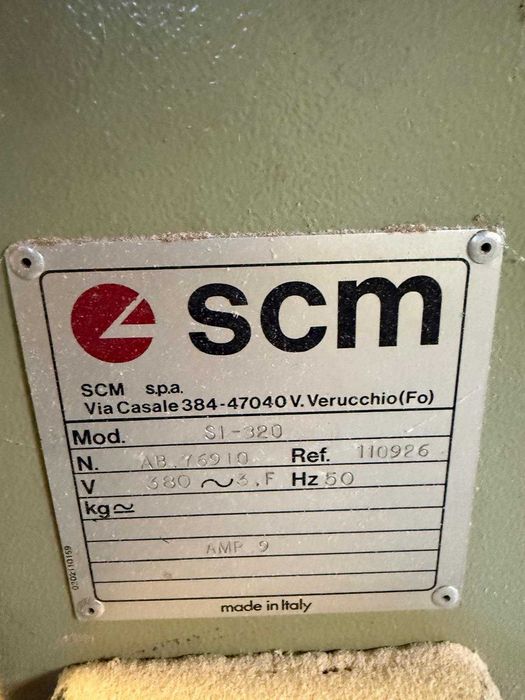 scm
SCM s.p.a.
Via Casale 384-47040 V. Verucchio (Fo)
Mod. SI-320
N. AB.76910 Ref. 110926
V 380 ~ 3.F Hz 50
kg≃
AMP 9
made in Italy